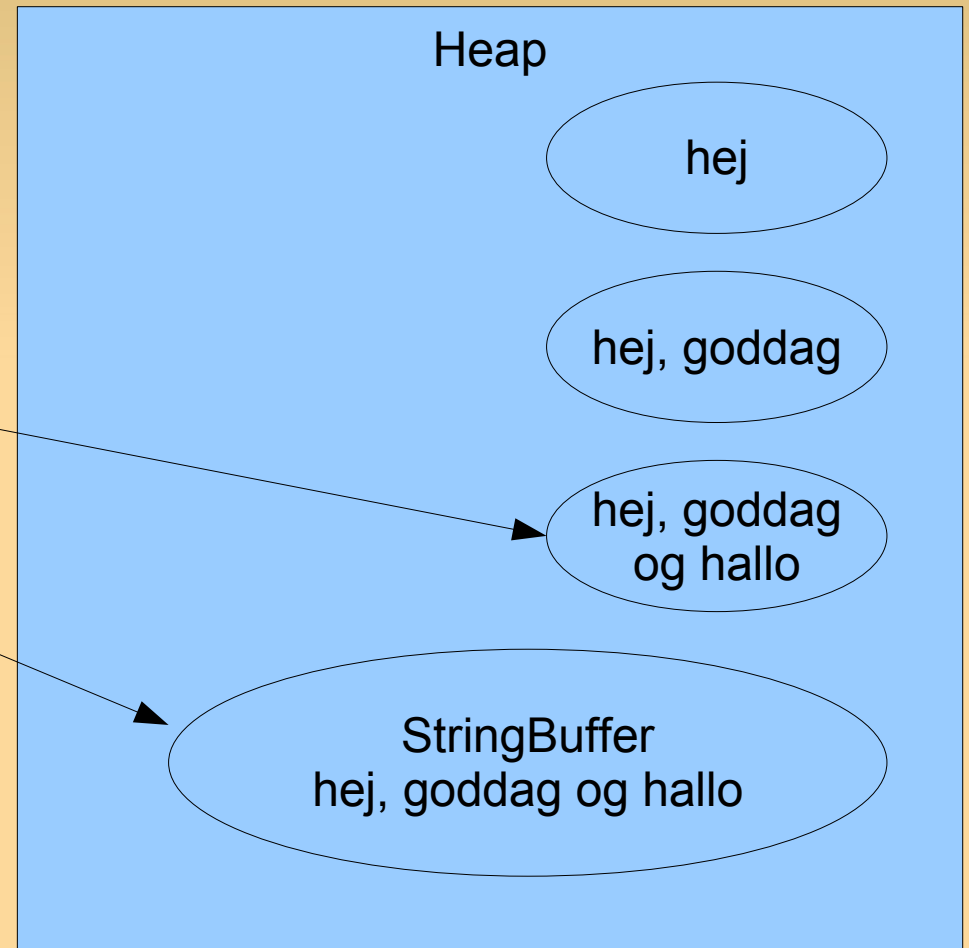 Heap
hej
hej, goddag
hej, goddag
og hallo
StringBuffer
hej, goddag og hallo